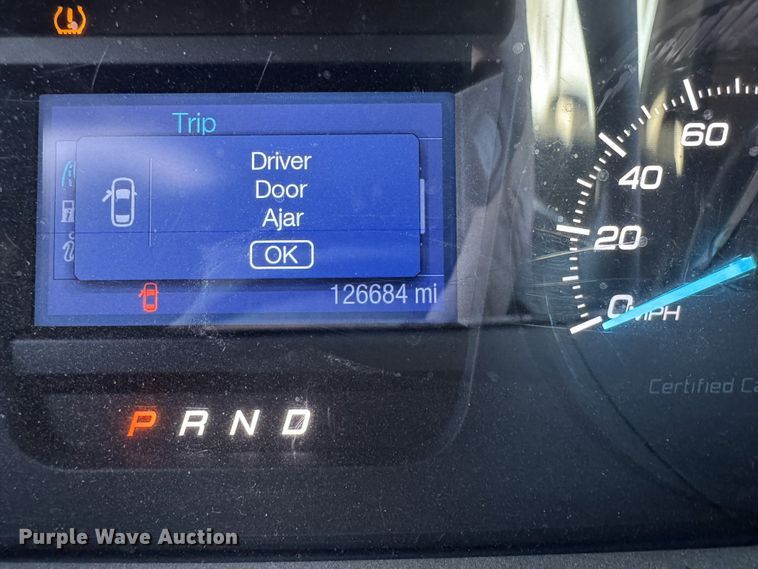 Trip
Driver
Door
Ajar
OK
126684 mi
60
40
20
0 MPH
Certified
P R N D
Purple Wave Auction